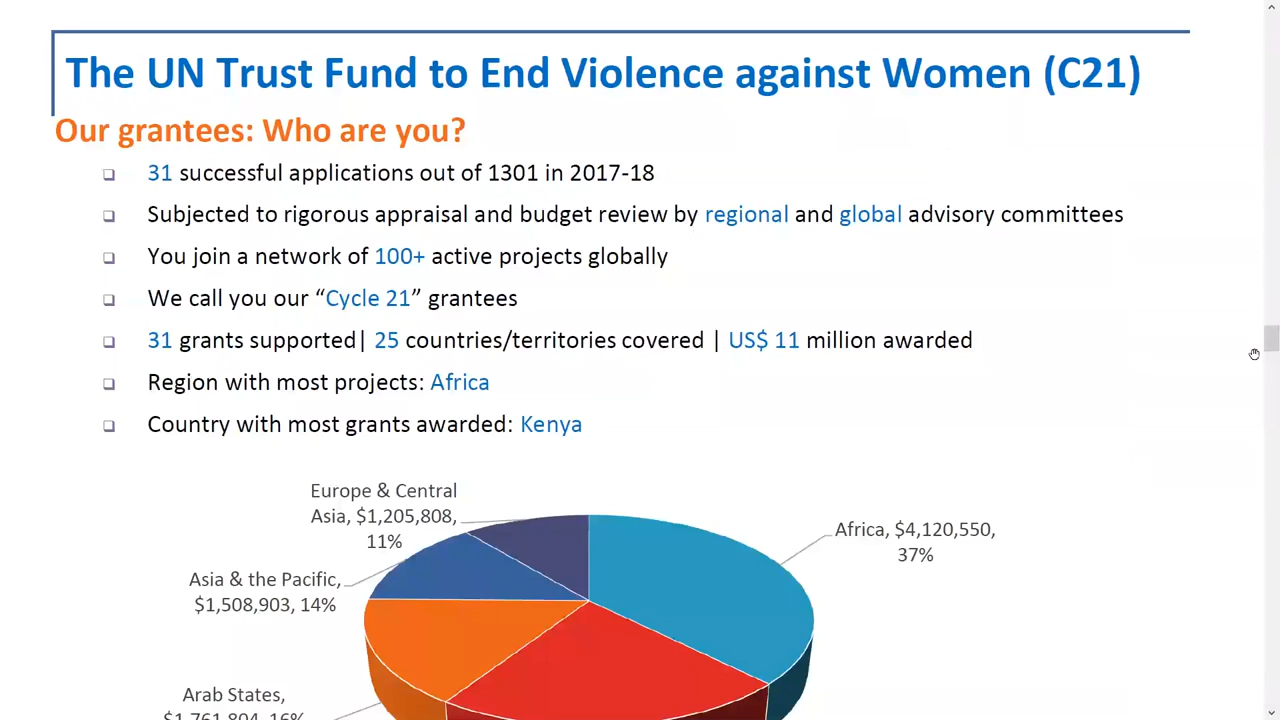 The UN Trust Fund to End Violence against Women (C21)
Our grantees: Who are you?
31 successful applications out of 1301 in 2017-18
Subjected to rigorous appraisal and budget review by regional and global advisory committees
You join a network of 100+ active projects globally
We call you our “Cycle 21” grantees
31 grants supported| 25 countries/territories covered | US$ 11 million awarded
Region with most projects: Africa
Country with most grants awarded: Kenya
Europe & Central
Asia, $1,205,808,
11%
Africa, $4,120,550,
37%
Asia & the Pacific,
$1,508,903, 14%
Arab States,